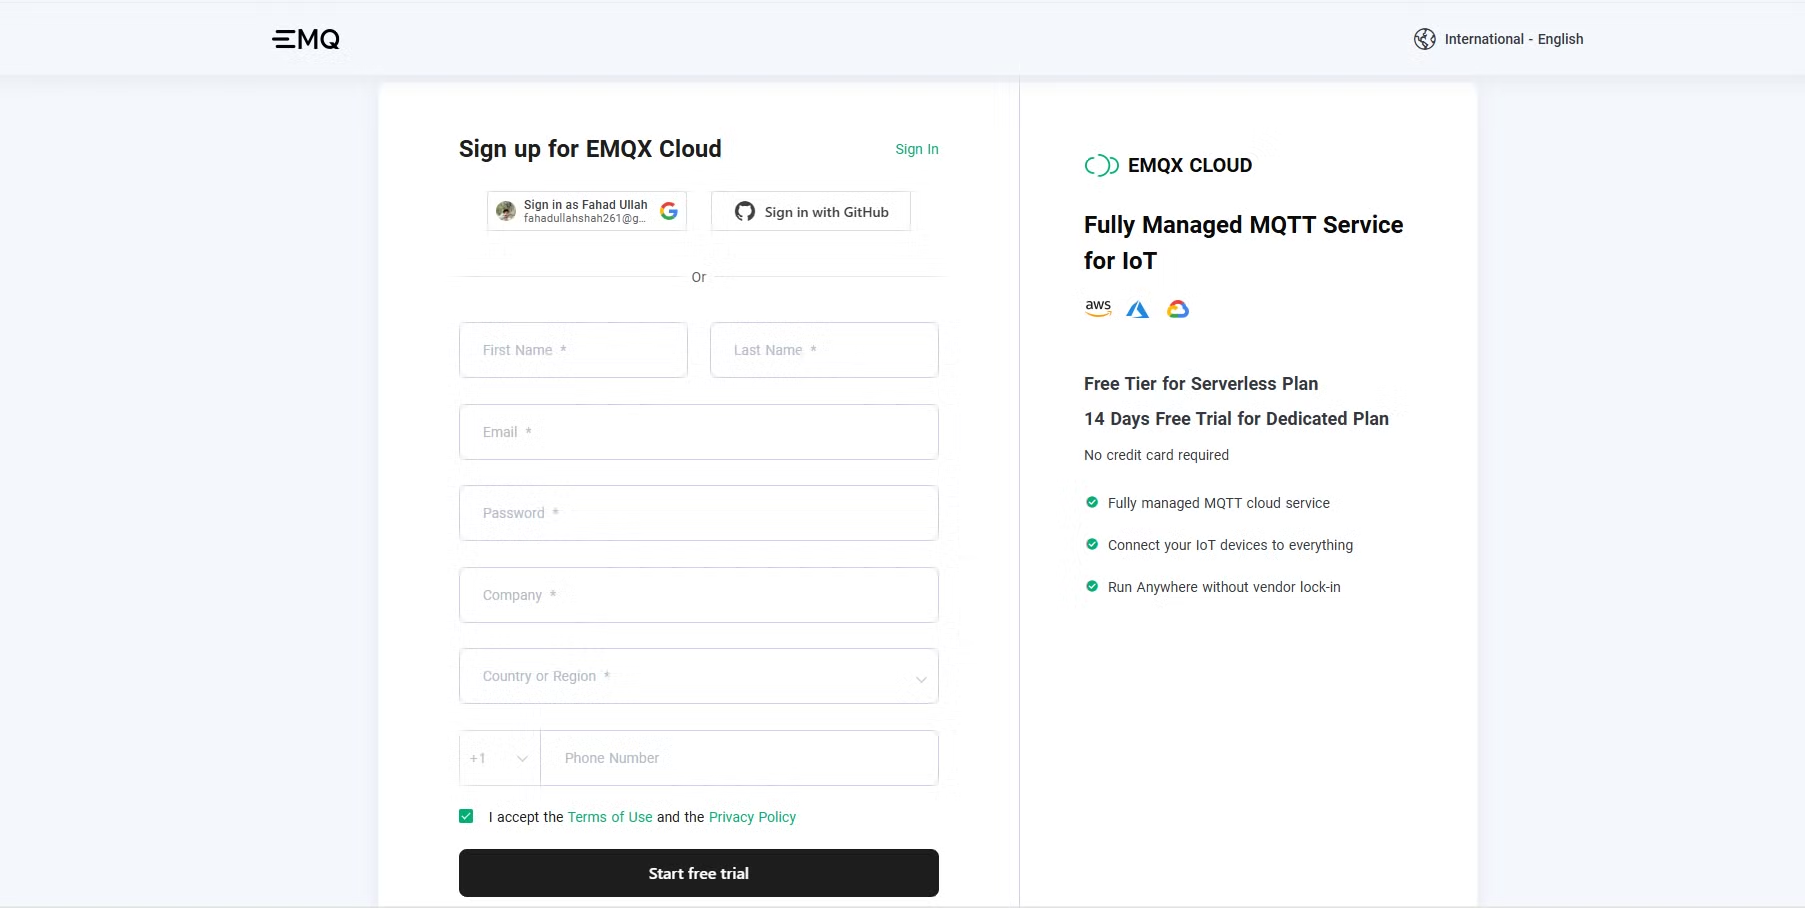 EMQ
International - English
Sign up for EMQX Cloud
Sign In
Sign in as Fahad Ullah
fahadullahshah261@g...
Sign in with GitHub
Or
First Name *
Last Name *
Email *
Password *
Company *
Country or Region *
+1
Phone Number
I accept the Terms of Use and the Privacy Policy
Start free trial
EMQX CLOUD
Fully Managed MQTT Service
for IoT
aws
Free Tier for Serverless Plan
14 Days Free Trial for Dedicated Plan
No credit card required
Fully managed MQTT cloud service
Connect your IoT devices to everything
Run Anywhere without vendor lock-in